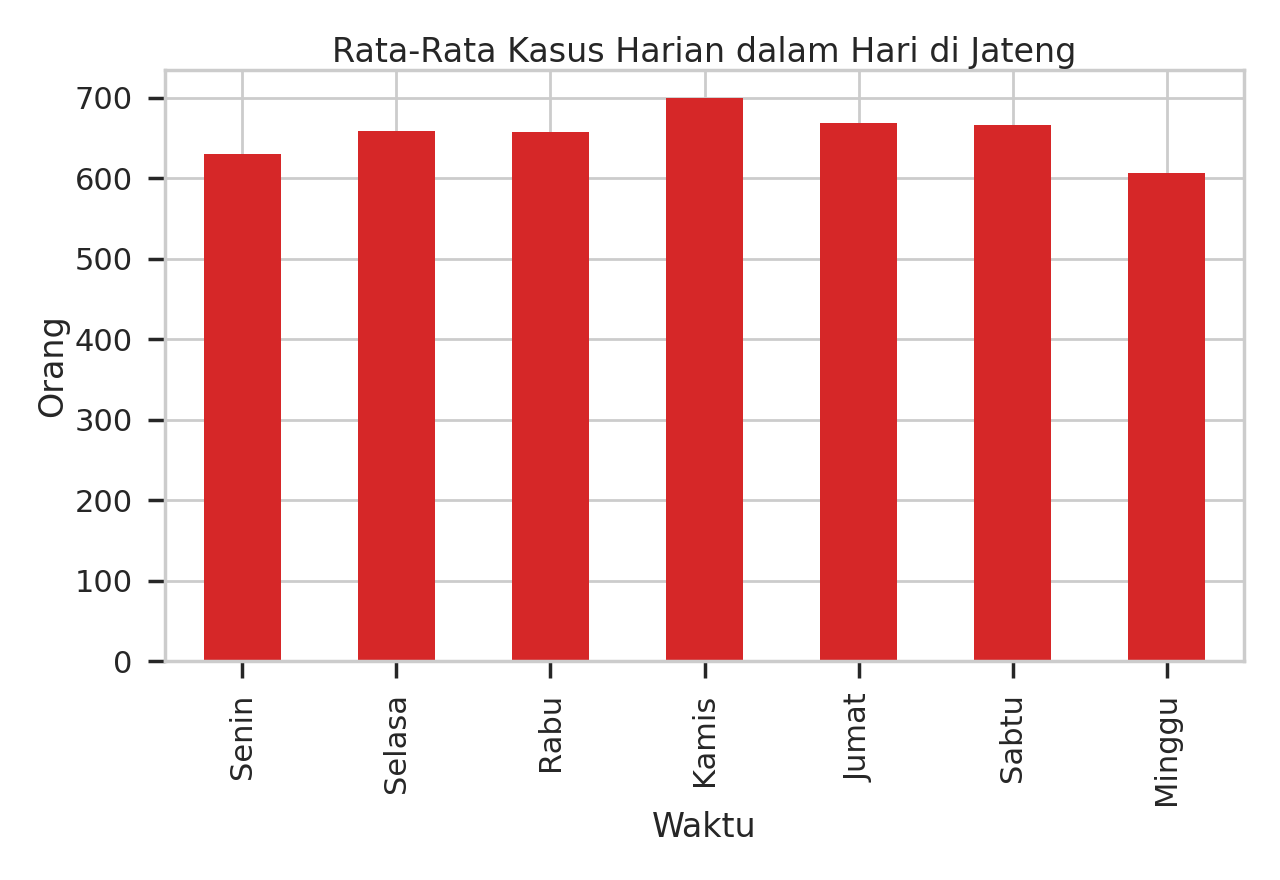 Rata-Rata Kasus Harian dalam Hari di Jateng
700
600
500
400
300
200
100
0
Orang
Senin
Selasa
Rabu
Kamis
Jumat
Sabtu
Minggu
Waktu